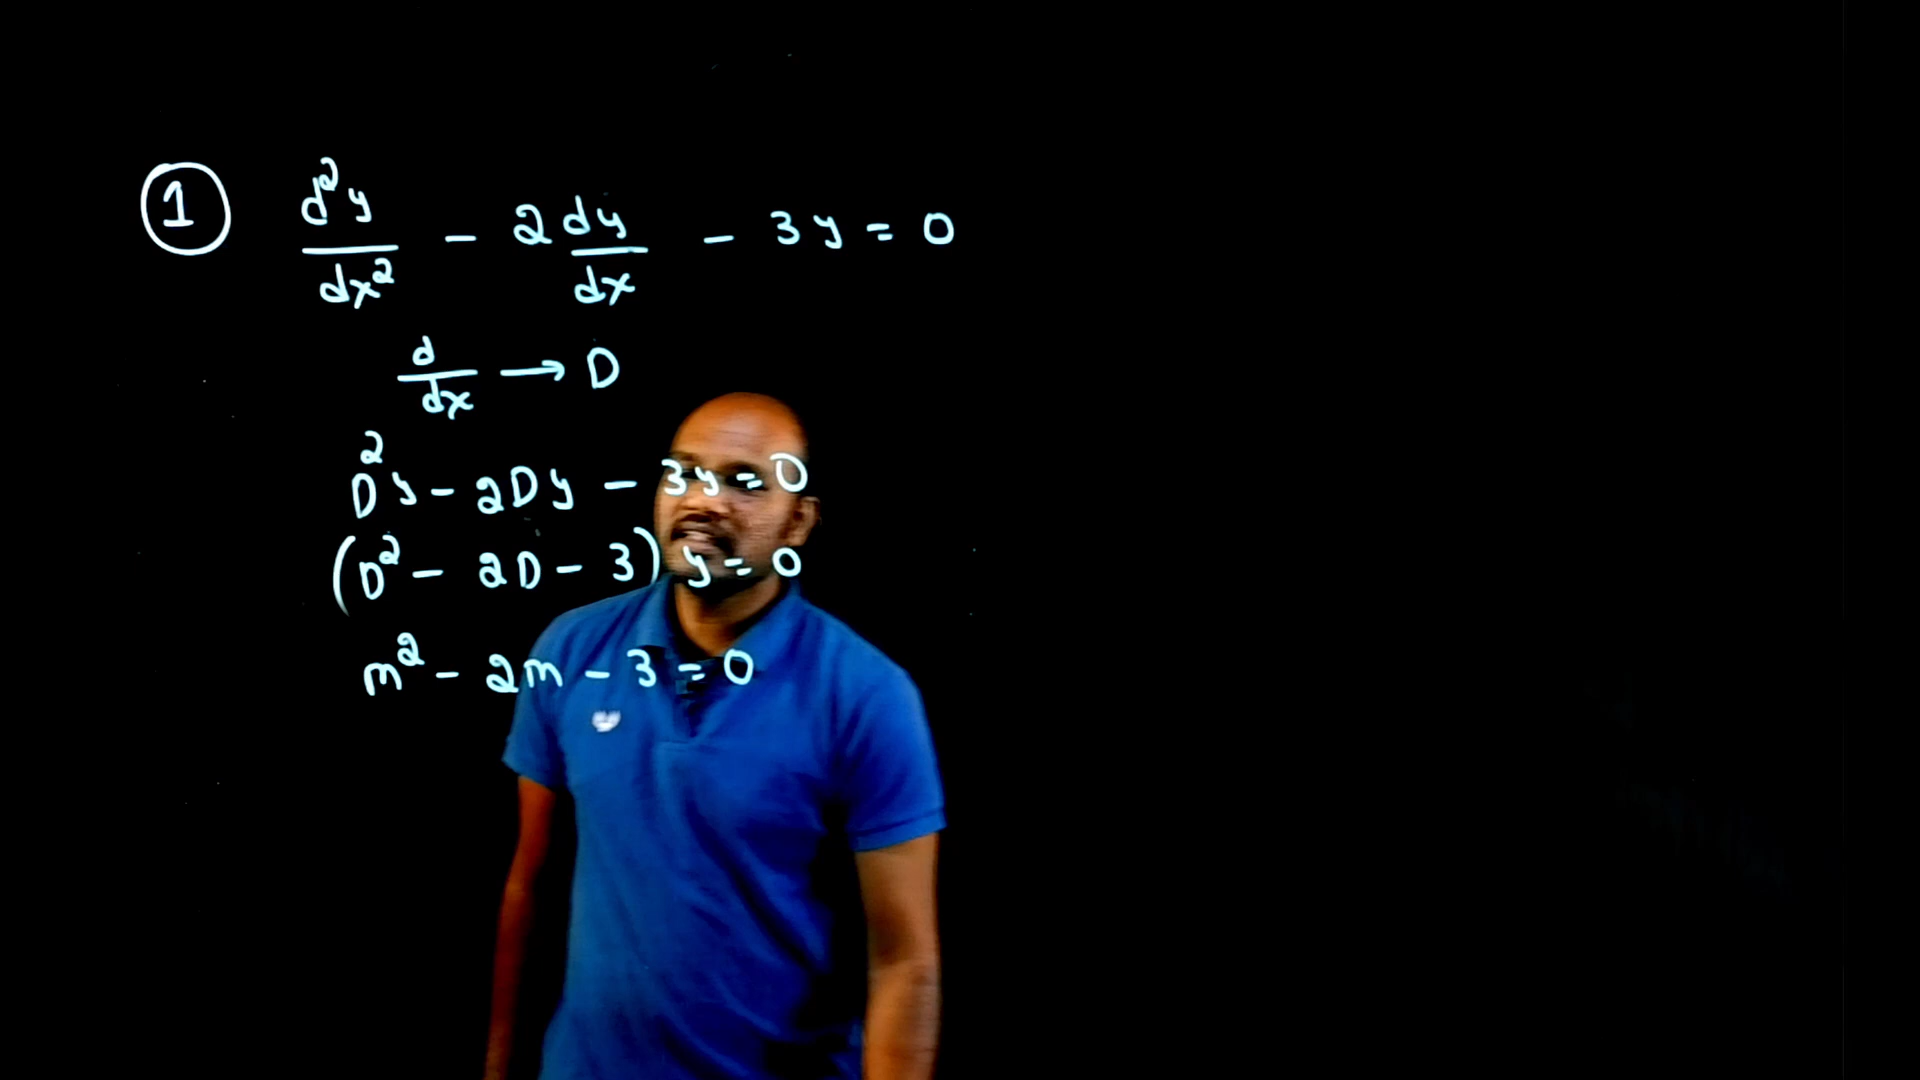 1 d²y/dx² - 2 dy/dx - 3y = 0
d/dx → D
D²y - 2Dy - 3y = 0
(D² - 2D - 3) y = 0
m² - 2m - 3 = 0